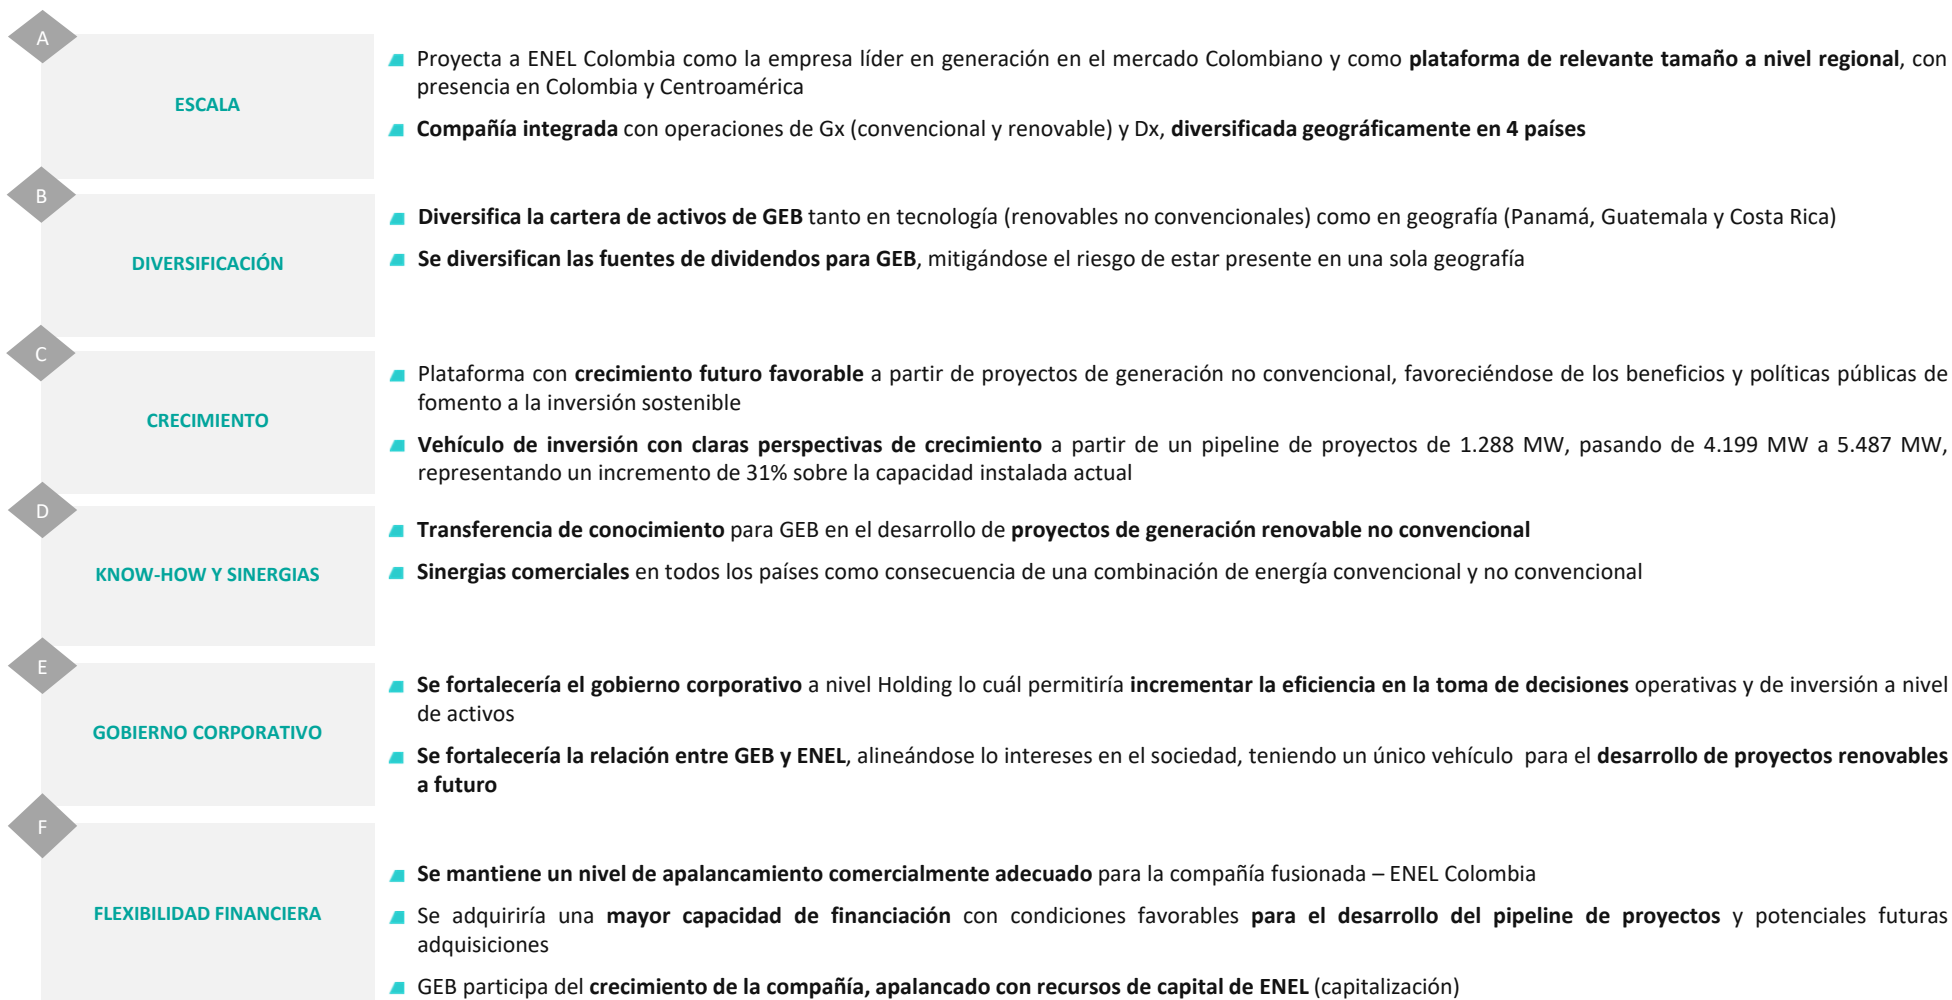 A
ESCALA
Proyecta a ENEL Colombia como la empresa líder en generación en el mercado Colombiano y como plataforma de relevante tamaño a nivel regional, con
presencia en Colombia y Centroamérica
Compañía integrada con operaciones de Gx (convencional y renovable) y Dx, diversificada geográficamente en 4 países
B
DIVERSIFICACIÓN
Diversifica la cartera de activos de GEB tanto en tecnología (renovables no convencionales) como en geografía (Panamá, Guatemala y Costa Rica)
Se diversifican las fuentes de dividendos para GEB, mitigándose el riesgo de estar presente en una sola geografía
C
CRECIMIENTO
Plataforma con crecimiento futuro favorable a partir de proyectos de generación no convencional, favoreciéndose de los beneficios y políticas públicas de
fomento a la inversión sostenible
Vehículo de inversión con claras perspectivas de crecimiento a partir de un pipeline de proyectos de 1.288 MW, pasando de 4.199 MW a 5.487 MW,
representando un incremento de 31% sobre la capacidad instalada actual
D
KNOW-HOW Y SINERGIAS
Transferencia de conocimiento para GEB en el desarrollo de proyectos de generación renovable no convencional
Sinergias comerciales en todos los países como consecuencia de una combinación de energía convencional y no convencional
E
GOBIERNO CORPORATIVO
Se fortalecería el gobierno corporativo a nivel Holding lo cuál permitiría incrementar la eficiencia en la toma de decisiones operativas y de inversión a nivel
de activos
Se fortalecería la relación entre GEB y ENEL, alineándose lo intereses en el sociedad, teniendo un único vehículo para el desarrollo de proyectos renovables
a futuro
F
FLEXIBILIDAD FINANCIERA
Se mantiene un nivel de apalancamiento comercialmente adecuado para la compañía fusionada – ENEL Colombia
Se adquiriría una mayor capacidad de financiación con condiciones favorables para el desarrollo del pipeline de proyectos y potenciales futuras
adquisiciones
GEB participa del crecimiento de la compañía, apalancado con recursos de capital de ENEL (capitalización)